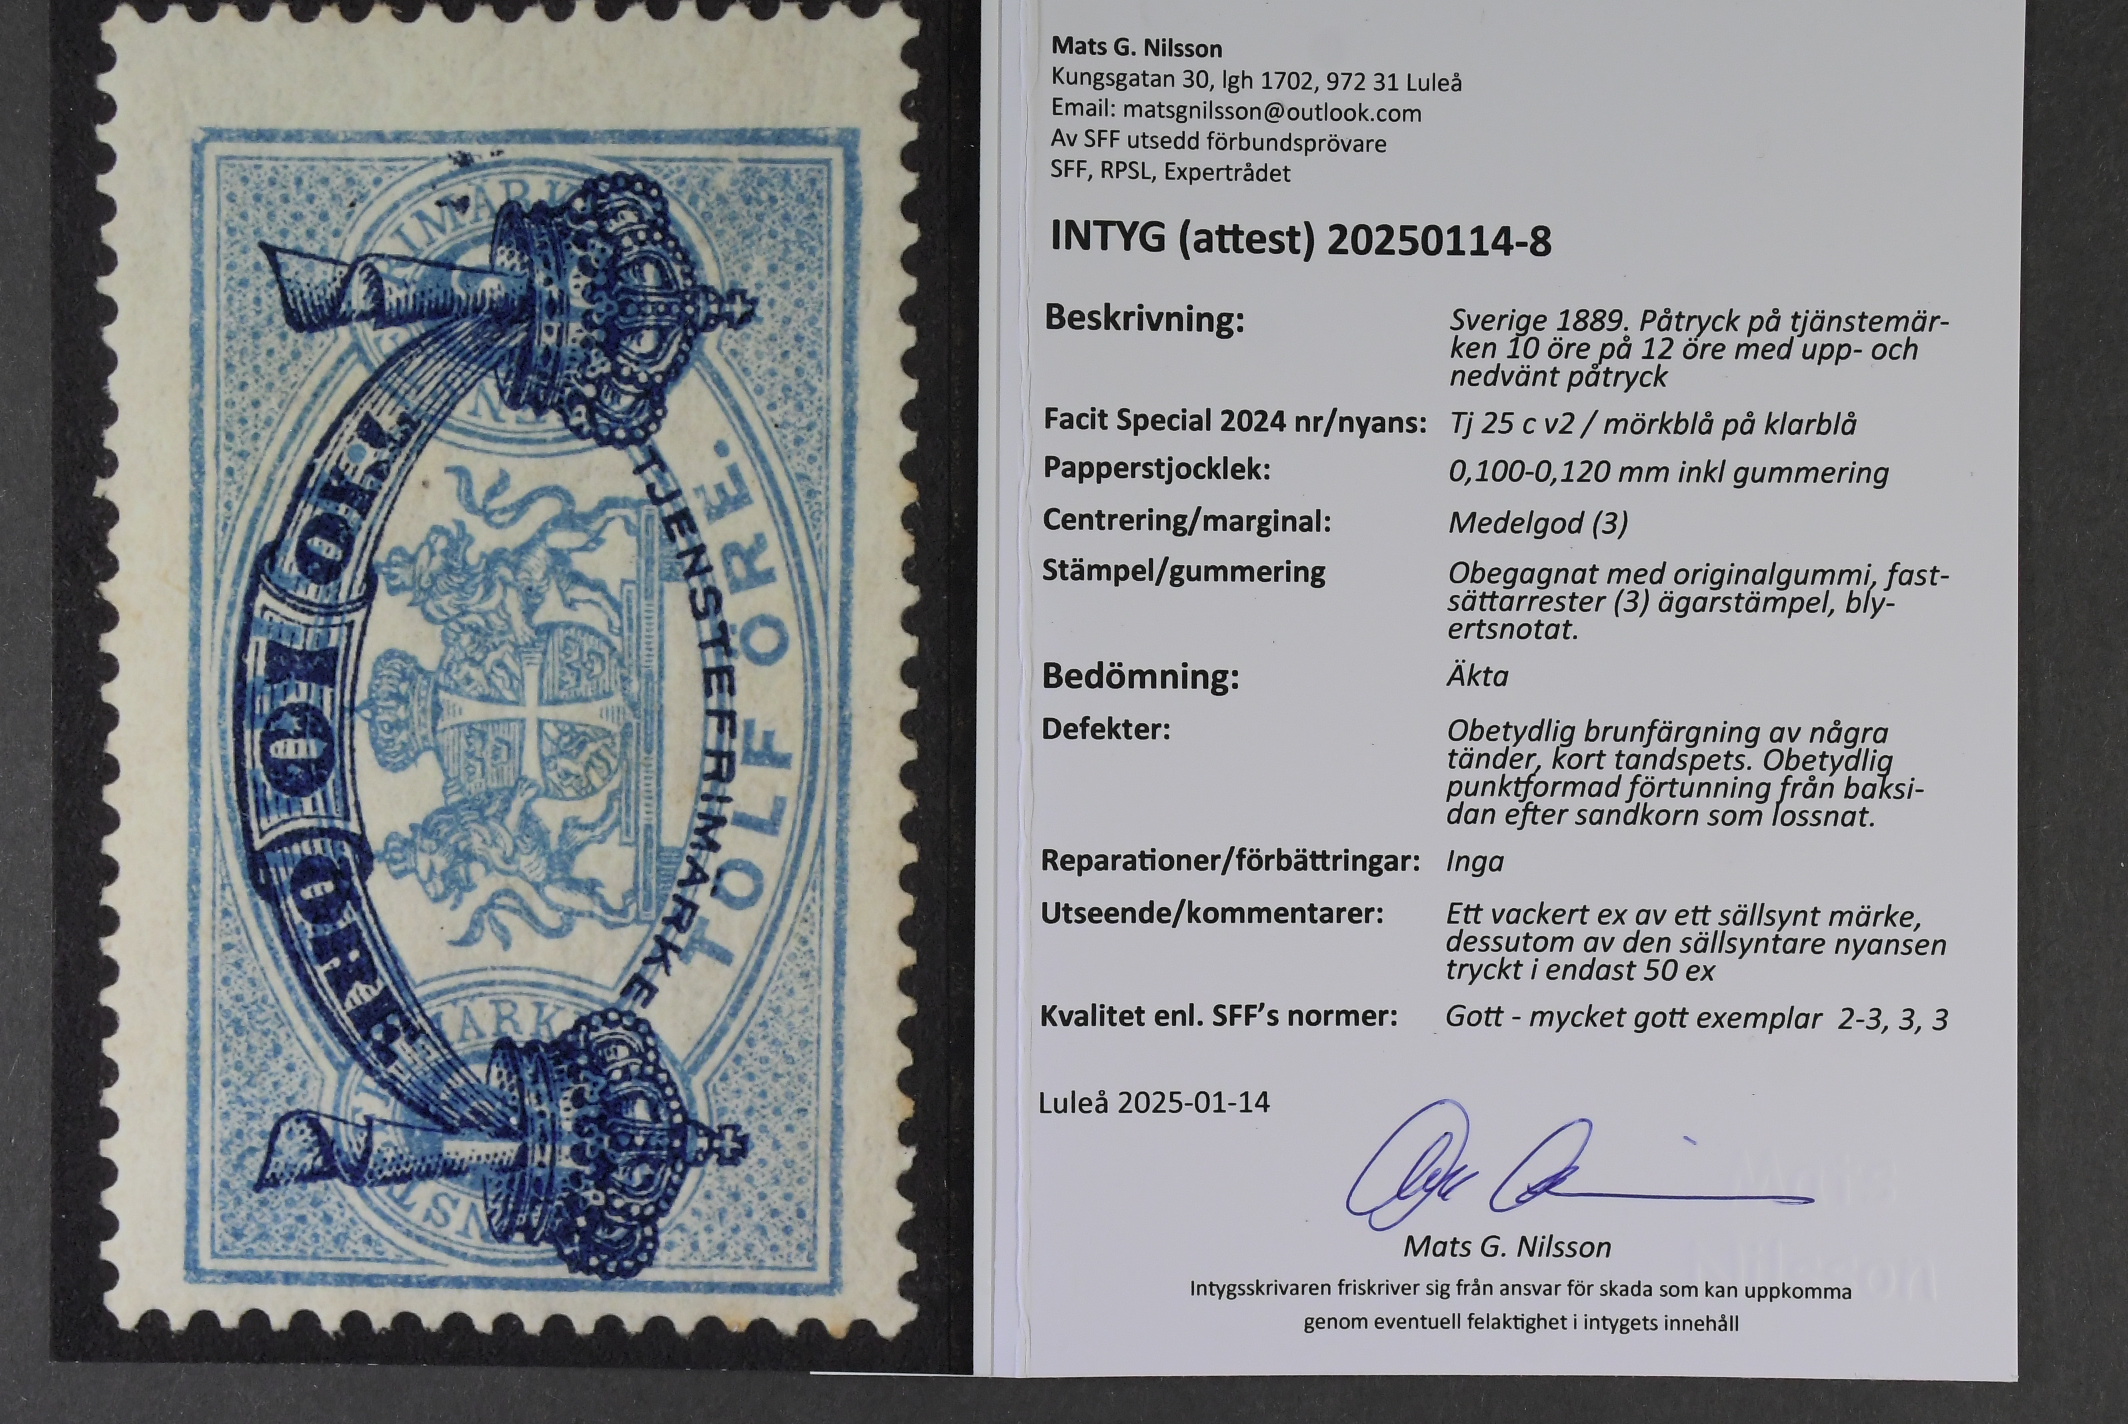 TIO ÖRE
TIO
ÖRE
TJENSTEFRIMÄRKE
TOLF ÖRE.
Mats G. Nilsson
Kungsgatan 30, lgh 1702, 972 31 Luleå
Email: matsgnilsson@outlook.com
Av SFF utsedd förbundsprövare
SFF, RPSL, Expertrådet
INTYG (attest) 20250114-8
Beskrivning: Sverige 1889. Påtryck på tjänstemär-
ken 10 öre på 12 öre med upp- och
nedvänt påtryck
Facit Special 2024 nr/nyans: Tj 25 c v2 / mörkblå på klarblå
Papperstjocklek: 0,100-0,120 mm inkl gummering
Centrering/marginal: Medelgod (3)
Stämpel/gummering Obegagnat med originalgummi, fast-
sättarrester (3) ägarstämpel, bly-
ertsnotat.
Bedömning: Äkta
Defekter: Obetydlig brunfärgning av några
tänder, kort tandspets. Obetydlig
punktformad förtunning från baksi-
dan efter sandkorn som lossnat.
Reparationer/förbättringar: Inga
Utseende/kommentarer: Ett vackert ex av ett sällsynt märke,
dessutom av den sällsyntare nyansen
tryckt i endast 50 ex
Kvalitet enl. SFF’s normer: Gott - mycket gott exemplar 2-3, 3, 3
Luleå 2025-01-14
Mats G. Nilsson
Intygsskrivaren friskriver sig från ansvar för skada som kan uppkomma
genom eventuell felaktighet i intygets innehåll